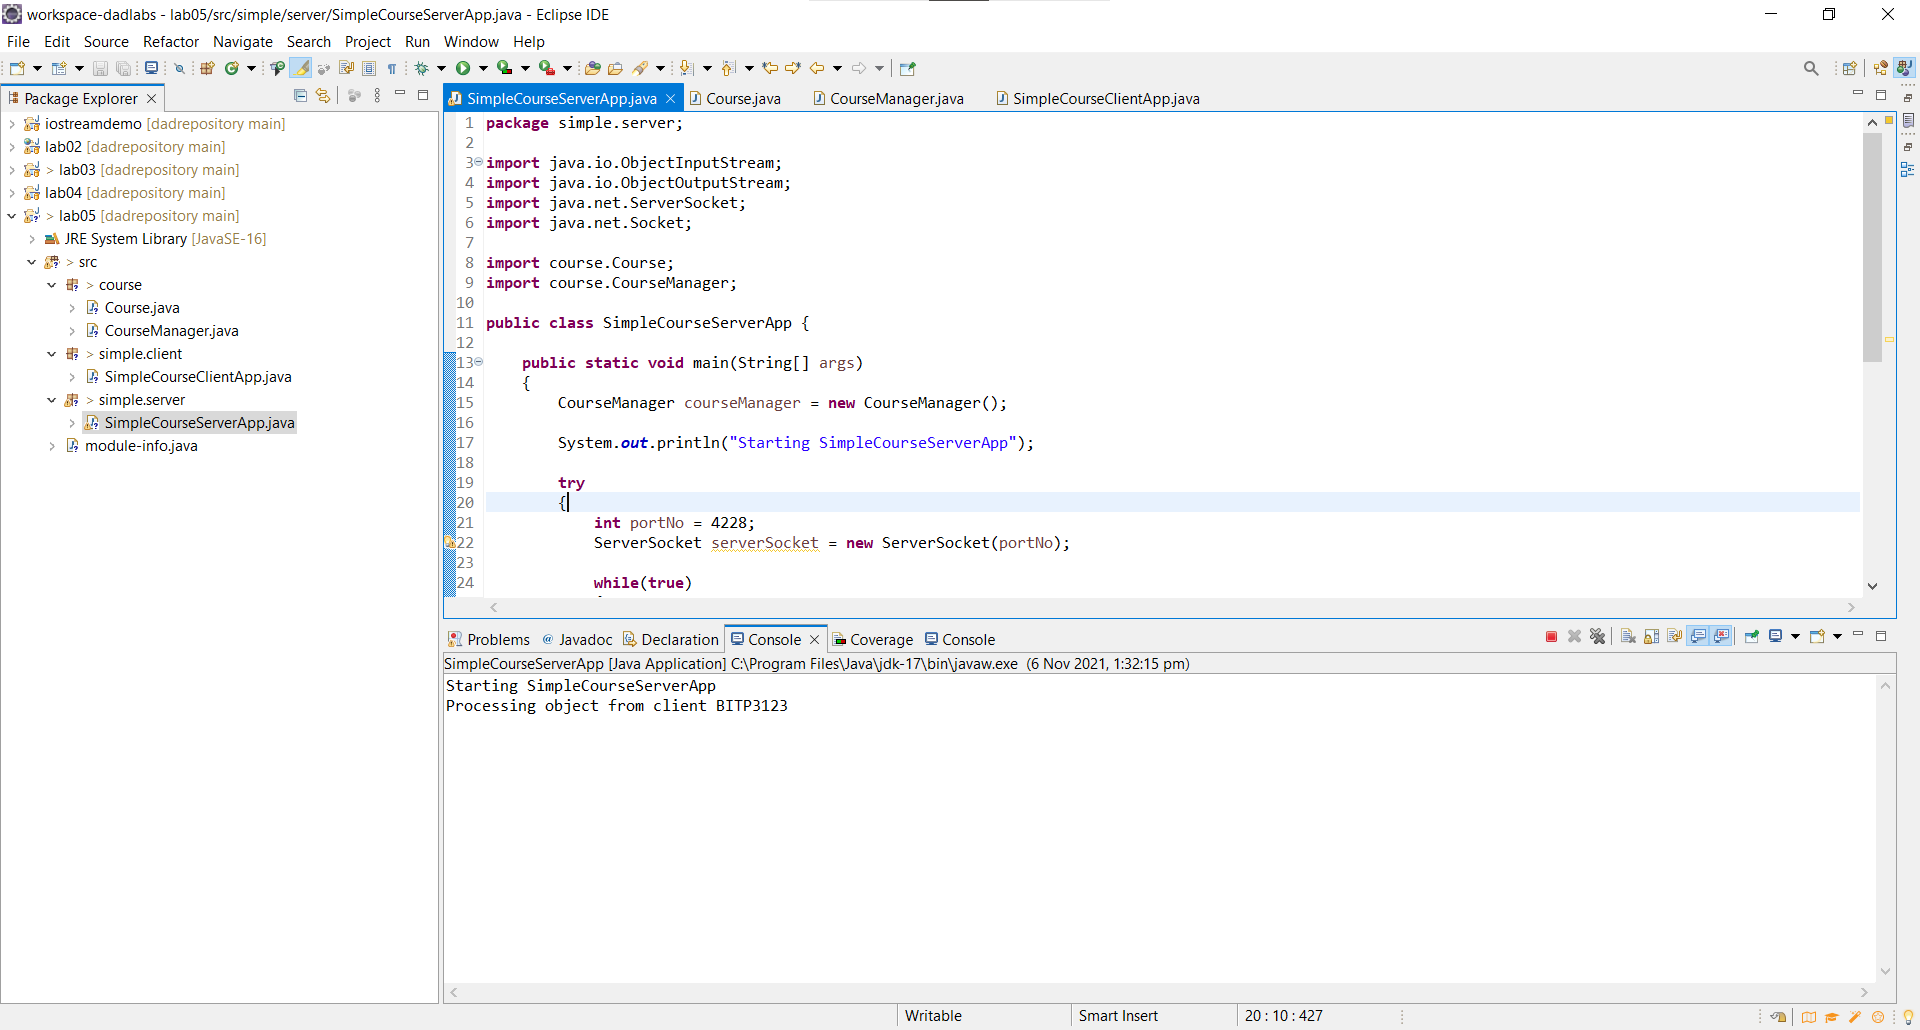 workspace-dadlabs - lab05/src/simple/server/SimpleCourseServerApp.java - Eclipse IDE
File Edit Source Refactor Navigate Search Project Run Window Help
Package Explorer
iostreamdemo [dadrepository main]
lab02 [dadrepository main]
> lab03 [dadrepository main]
lab04 [dadrepository main]
> lab05 [dadrepository main]
JRE System Library [JavaSE-16]
> src
> course
Course.java
CourseManager.java
> simple.client
SimpleCourseClientApp.java
> simple.server
SimpleCourseServerApp.java
module-info.java
SimpleCourseServerApp.java Course.java CourseManager.java SimpleCourseClientApp.java
1 package simple.server;
2
3 import java.io.ObjectInputStream;
4 import java.io.ObjectOutputStream;
5 import java.net.ServerSocket;
6 import java.net.Socket;
7
8 import course.Course;
9 import course.CourseManager;
10
11 public class SimpleCourseServerApp {
12
13 public static void main(String[] args)
14 {
15 CourseManager courseManager = new CourseManager();
16
17 System.out.println("Starting SimpleCourseServerApp");
18
19 try
20 {
21 int portNo = 4228;
22 ServerSocket serverSocket = new ServerSocket(portNo);
23
24 while(true)
Problems @ Javadoc Declaration Console Coverage Console
SimpleCourseServerApp [Java Application] C:\Program Files\Java\jdk-17\bin\javaw.exe (6 Nov 2021, 1:32:15 pm)
Starting SimpleCourseServerApp
Processing object from client BITP3123
Writable Smart Insert 20 : 10 : 427